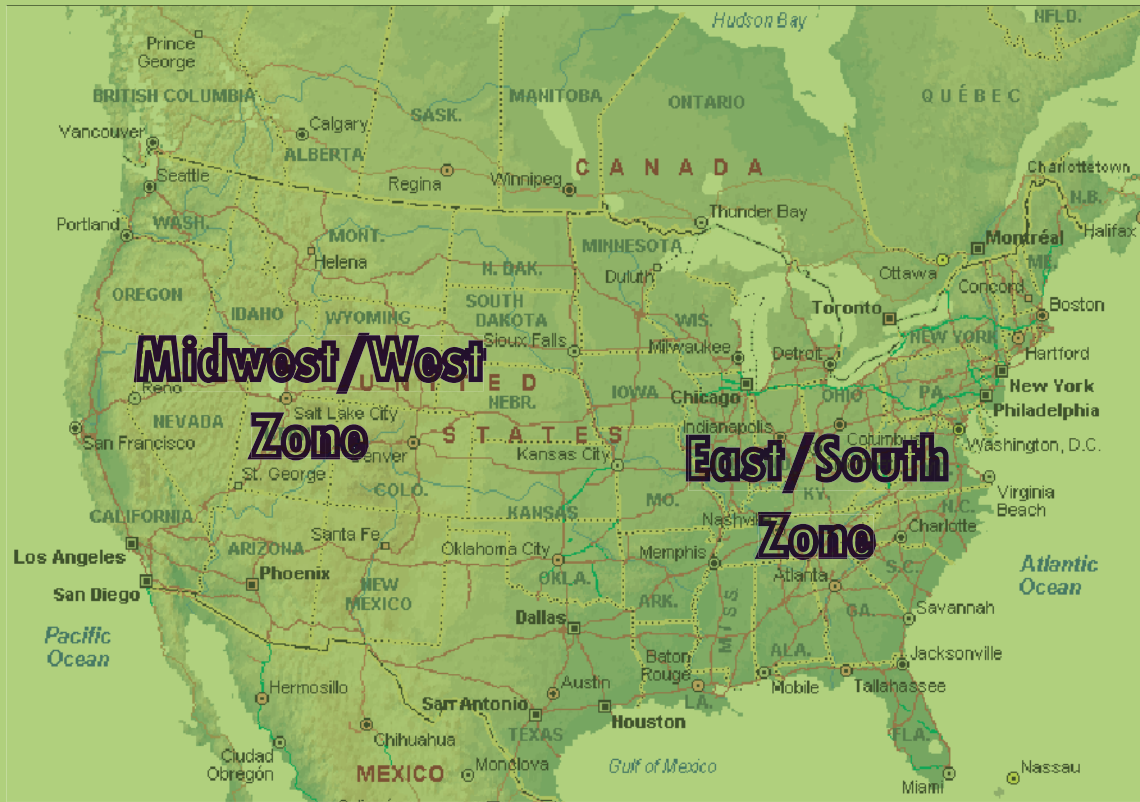 Hudson Bay
NFLD.
Prince
George
BRITISH COLUMBIA
MANITOBA
ONTARIO
QUÉBEC
SASK.
Calgary
Vancouver
ALBERTA
CANADA
Charlottetown
Seattle
Regina
Winnipeg
N.B.
Portland
WASH.
Thunder Bay
Halifax
MONT.
MINNESOTA
Montréal
Helena
N. DAK.
Duluth
Ottawa
ME.
OREGON
SOUTH
DAKOTA
Concord
IDAHO
WYOMING
Toronto
Boston
WIS.
Sioux Falls
Milwaukee
Detroit
NEW YORK
Hartford
Midwest/West
Zone
UNITED
STATES
Reno
NEBR.
IOWA
Chicago
OHIO
PA.
New York
Philadelphia
NEVADA
Salt Lake City
Indianapolis
Columbus
San Francisco
Denver
Kansas City
Washington, D.C.
East/South
Zone
St. George
COLO.
KANSAS
MO.
KY.
Virginia
Beach
CALIFORNIA
N.C.
Charlotte
Los Angeles
ARIZONA
Santa Fe
Oklahoma City
Memphis
Phoenix
OKLA.
Atlanta
S.C.
Atlantic
Ocean
San Diego
NEW
MEXICO
ARK.
MISS.
GA.
Savannah
Dallas
Pacific
Ocean
Baton
Rouge
ALA.
Jacksonville
Hermosillo
Austin
Mobile
Tallahassee
San Antonio
LA.
Houston
TEXAS
FLA.
Chihuahua
Ciudad
Obregón
MEXICO
Monclova
Gulf of Mexico
Nassau
Miami